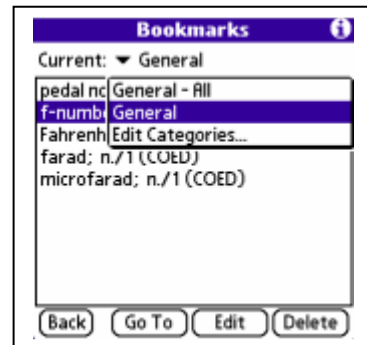 Bookmarks i
Current: General
pedal nc General - All
f-numb General
Fahrenh Edit Categories...
farad; n./1 (COED)
microfarad; n./1 (COED)
Back Go To Edit Delete